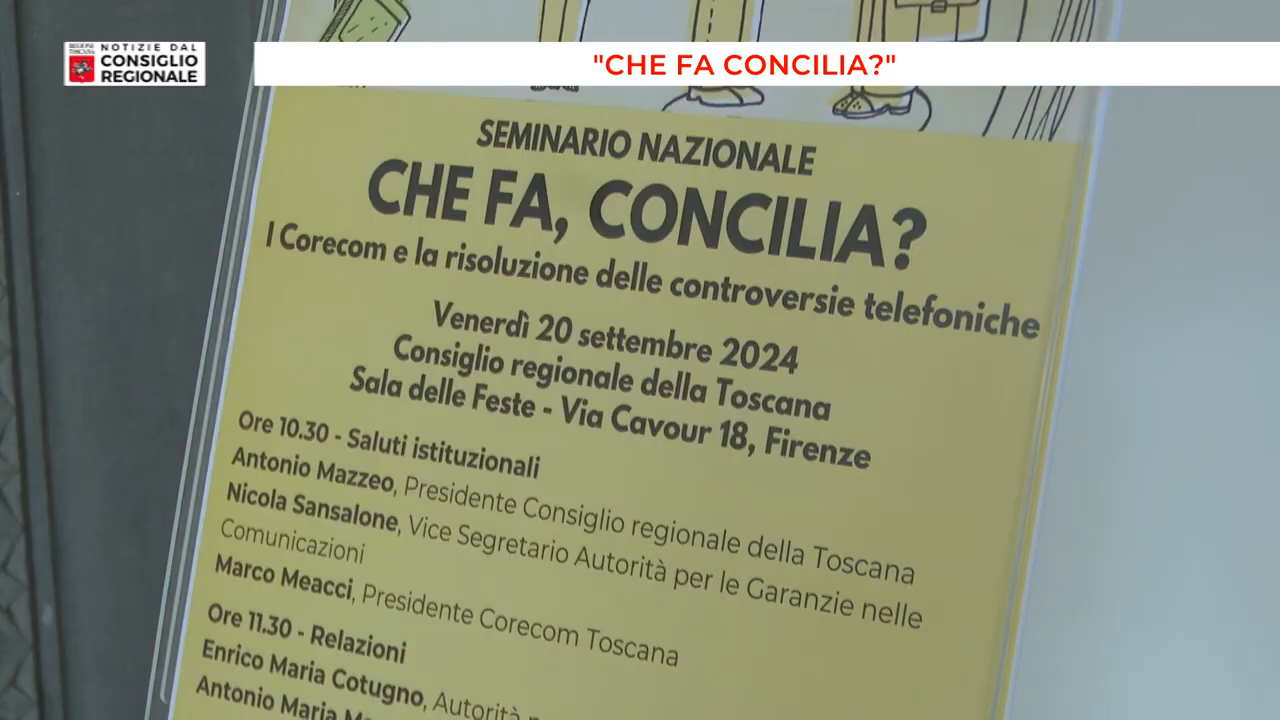 REGIONE
TOSCANA
NOTIZIE DAL
CONSIGLIO
REGIONALE
"CHE FA CONCILIA?"
SEMINARIO NAZIONALE
CHE FA, CONCILIA?
I Corecom e la risoluzione delle controversie telefoniche
Venerdì 20 settembre 2024
Consiglio regionale della Toscana
Sala delle Feste - Via Cavour 18, Firenze
Ore 10.30 - Saluti istituzionali
Antonio Mazzeo, Presidente Consiglio regionale della Toscana
Nicola Sansalone, Vice Segretario Autorità per le Garanzie nelle
Comunicazioni
Marco Meacci, Presidente Corecom Toscana
Ore 11.30 - Relazioni
Enrico Maria Cotugno, Autorità
Antonio Maria